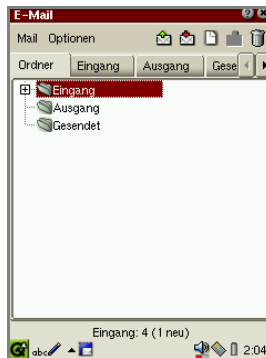 E-Mail
Mail Optionen
Ordner Eingang Ausgang Gese
Eingang
Ausgang
Gesendet
Eingang: 4 (1 neu)
abc 2:04